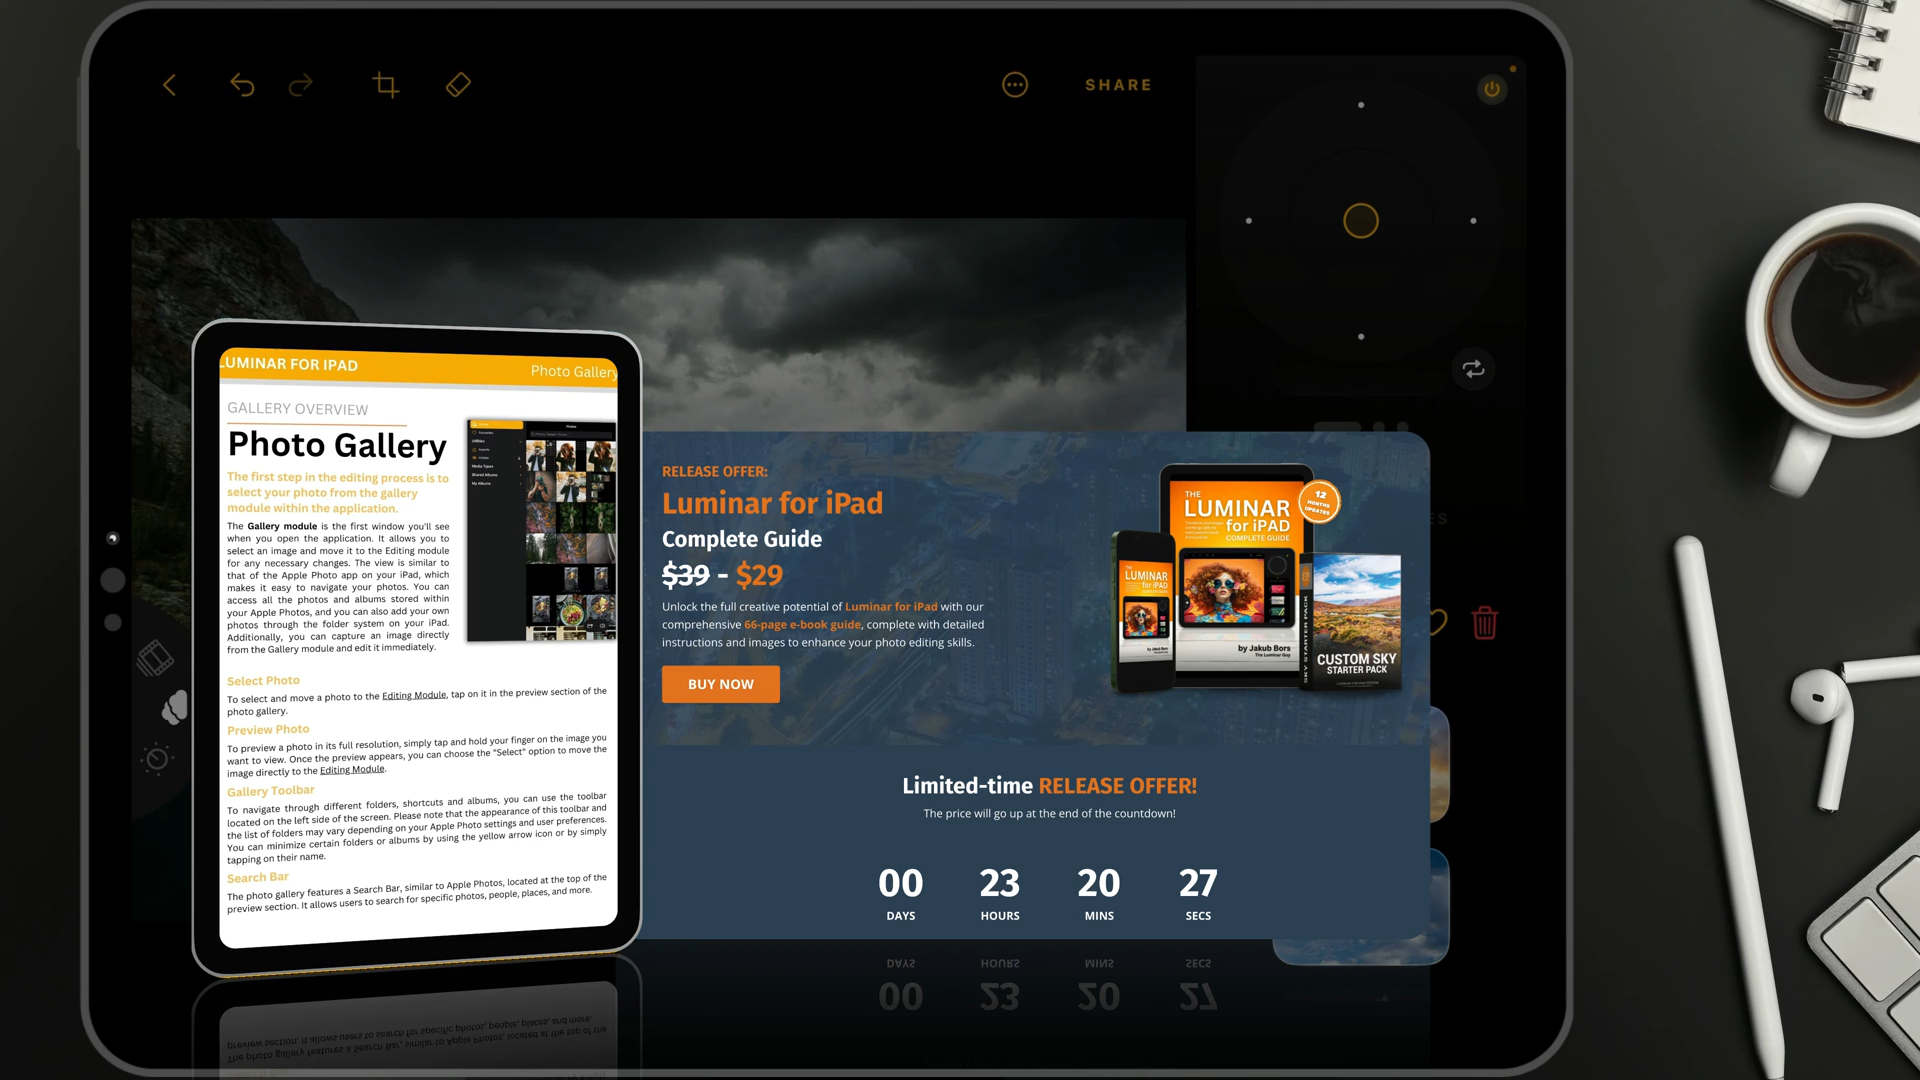 SHARE
LUMINAR FOR IPAD
Photo Gallery
GALLERY OVERVIEW
Photo Gallery
The first step in the editing process is to
select your photo from the gallery
module within the application.
The Gallery module is the first window you'll see
when you open the application. It allows you to
select an image and move it to the Editing module
for any necessary changes. The view is similar to
that of the Apple Photo app on your iPad, which
makes it easy to navigate your photos. You can
access all the photos and albums stored within
your Apple Photos, and you can also add your own
photos through the folder system on your iPad.
Additionally, you can capture an image directly
from the Gallery module and edit it immediately.
Select Photo
To select and move a photo to the Editing Module, tap on it in the preview section of the
photo gallery.
Preview Photo
To preview a photo in its full resolution, simply tap and hold your finger on the image you
want to view. Once the preview appears, you can choose the "Select" option to move the
image directly to the Editing Module.
Gallery Toolbar
To navigate through different folders, shortcuts and albums, you can use the toolbar
located on the left side of the screen. Please note that the appearance of this toolbar and
the list of folders may vary depending on your Apple Photo settings and user preferences.
You can minimize certain folders or albums by using the yellow arrow icon or by simply
tapping on their name.
Search Bar
The photo gallery features a Search Bar, similar to Apple Photos, located at the top of the
preview section. It allows users to search for specific photos, people, places, and more.
RELEASE OFFER:
Luminar for iPad
Complete Guide
$39 - $29
Unlock the full creative potential of Luminar for iPad with our
comprehensive 66-page e-book guide, complete with detailed
instructions and images to enhance your photo editing skills.
BUY NOW
THE
LUMINAR
for iPAD
COMPLETE GUIDE
12
MONTHS
UPDATES
by Jakub Bors
The Luminar Guy
THE
LUMINAR
for iPAD
COMPLETE GUIDE
by Jakub Bors
The Luminar Guy
SKY STARTER PACK
CUSTOM SKY
STARTER PACK
Limited-time RELEASE OFFER!
The price will go up at the end of the countdown!
00 23 20 27
DAYS HOURS MINS SECS